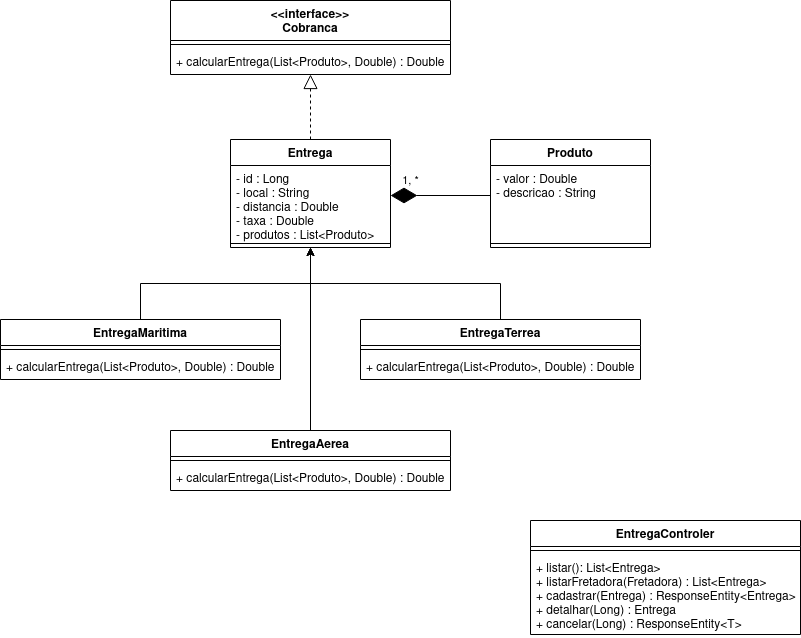 <<interface>>
Cobranca
+ calcularEntrega(List<Produto>, Double) : Double
Entrega
- id : Long
- local : String
- distancia : Double
- taxa : Double
- produtos : List<Produto>
1, *
Produto
- valor : Double
- descricao : String
EntregaMaritima
+ calcularEntrega(List<Produto>, Double) : Double
EntregaTerrea
+ calcularEntrega(List<Produto>, Double) : Double
EntregaAerea
+ calcularEntrega(List<Produto>, Double) : Double
EntregaControler
+ listar(): List<Entrega>
+ listarFretadora(Fretadora) : List<Entrega>
+ cadastrar(Entrega) : ResponseEntity<Entrega>
+ detalhar(Long) : Entrega
+ cancelar(Long) : ResponseEntity<T>